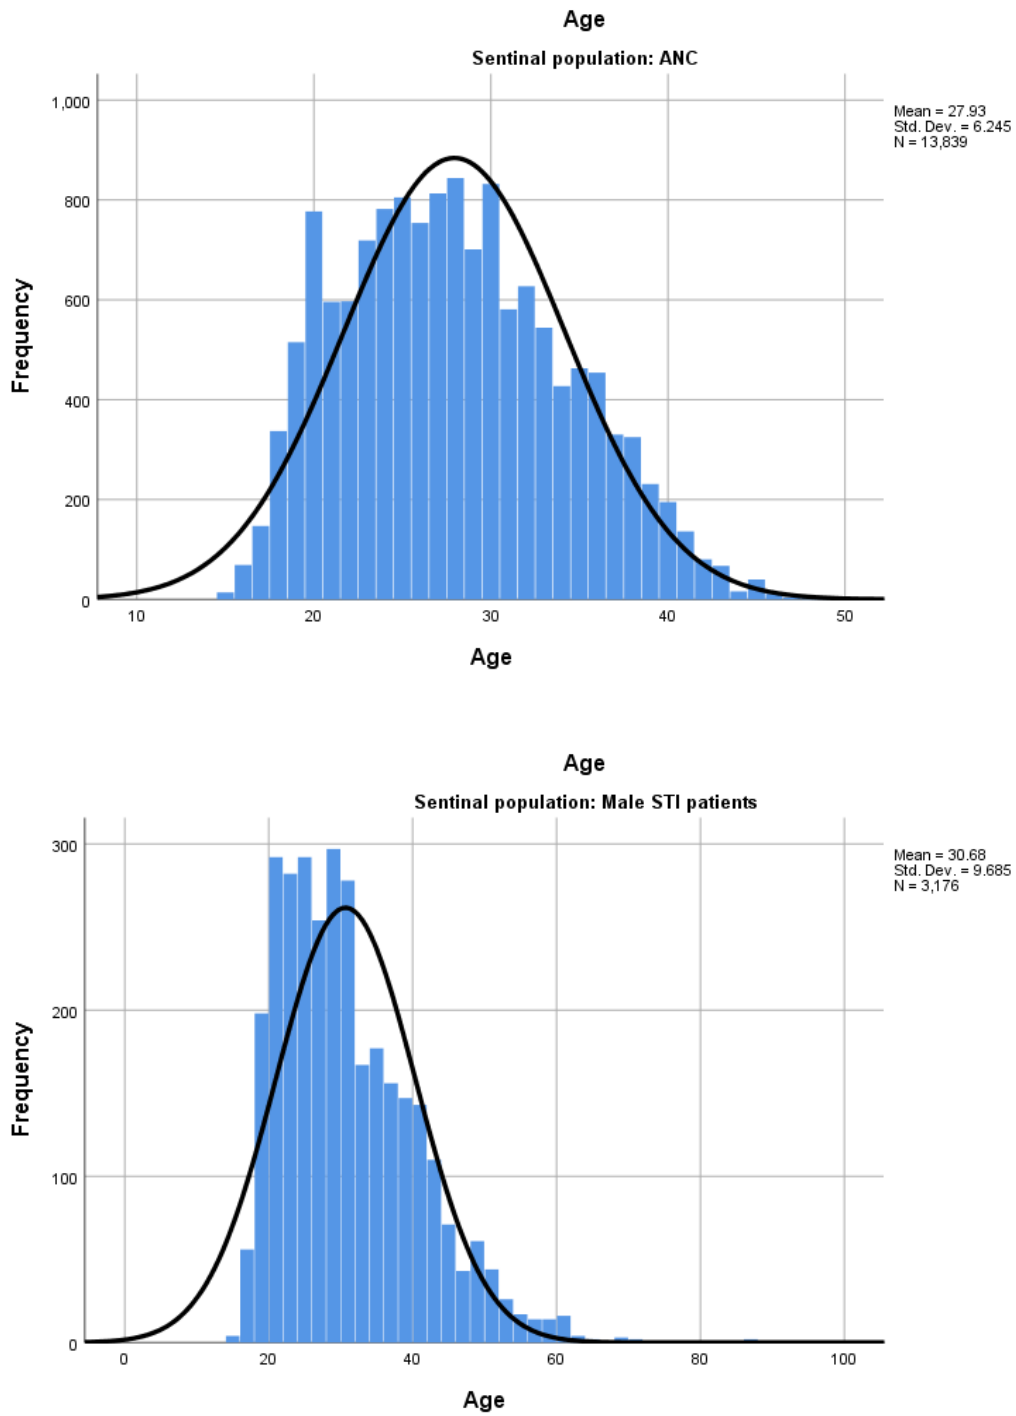 Age
Sentinal population: ANC
Mean = 27.93
Std. Dev. = 6.245
N = 13,839
1,000
800
600
400
200
0
Frequency
10 20 30 40 50
Age
Age
Sentinal population: Male STI patients
Mean = 30.68
Std. Dev. = 9.685
N = 3,176
300
200
100
0
Frequency
0 20 40 60 80 100
Age